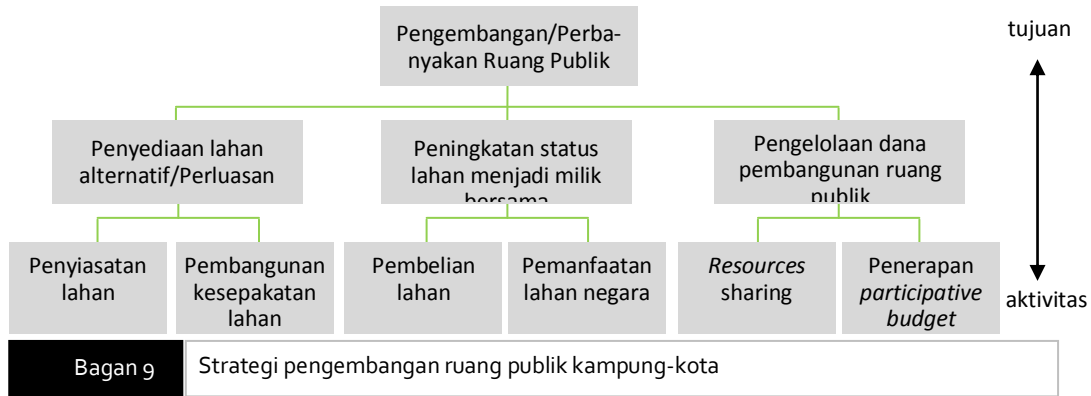 Pengembangan/Perba-
nyakan Ruang Publik
tujuan
Penyediaan lahan
alternatif/Perluasan
Peningkatan status
lahan menjadi milik
bersama
Pengelolaan dana
pembangunan ruang
publik
Penyiasatan
lahan
Pembangunan
kesepakatan
lahan
Pembelian
lahan
Pemanfaatan
lahan negara
Resources
sharing
Penerapan
participative
budget
aktivitas
Bagan 9
Strategi pengembangan ruang publik kampung-kota